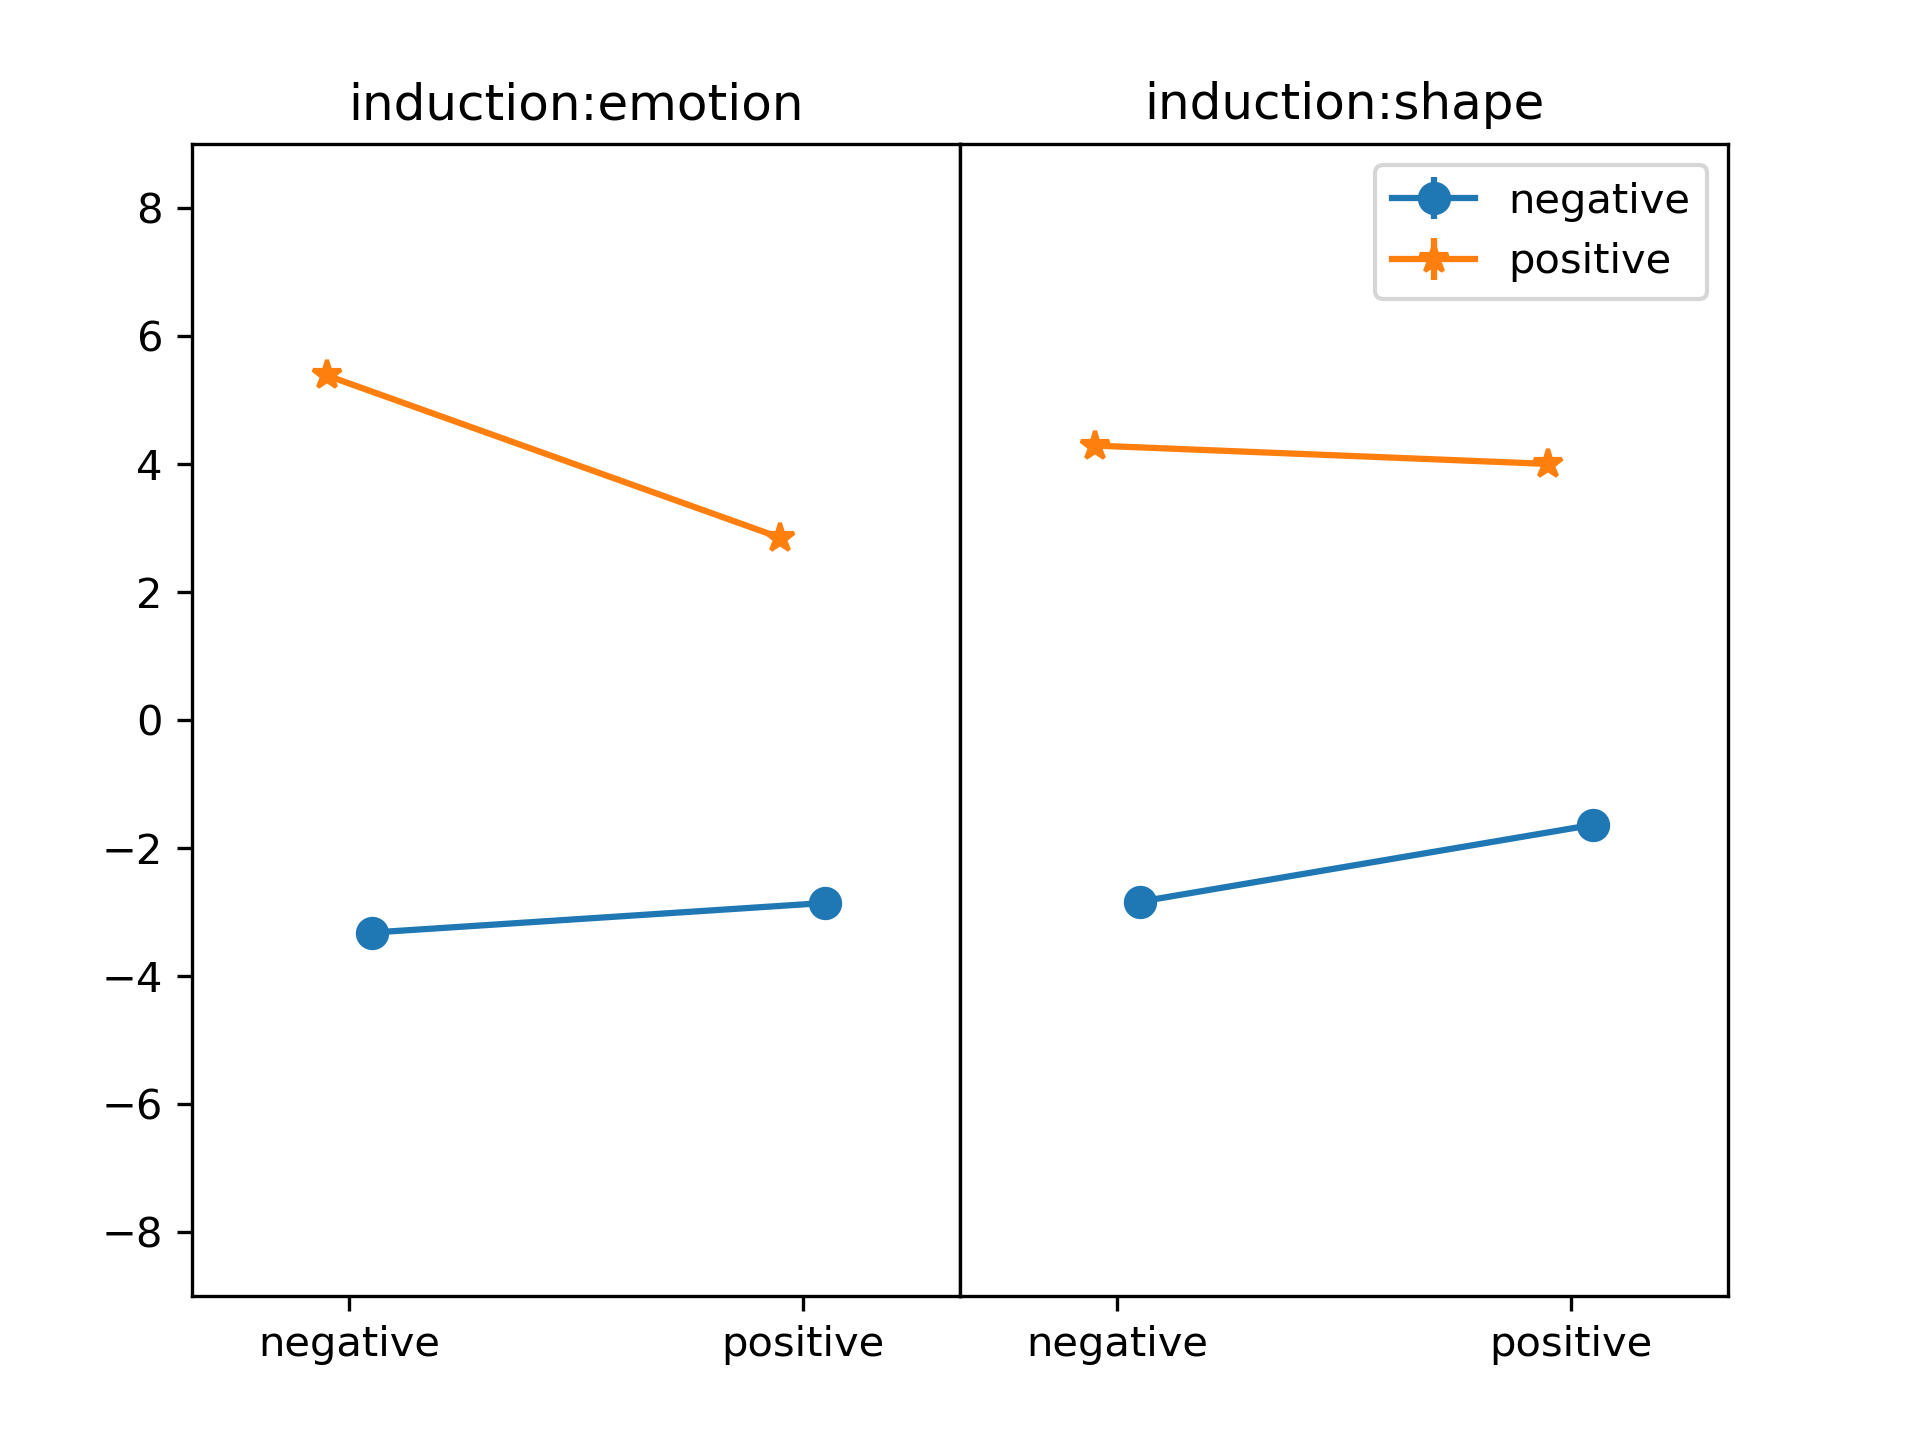 induction:emotion
induction:shape
negative
positive
8
6
4
2
0
−2
−4
−6
−8
negative
positive
negative
positive